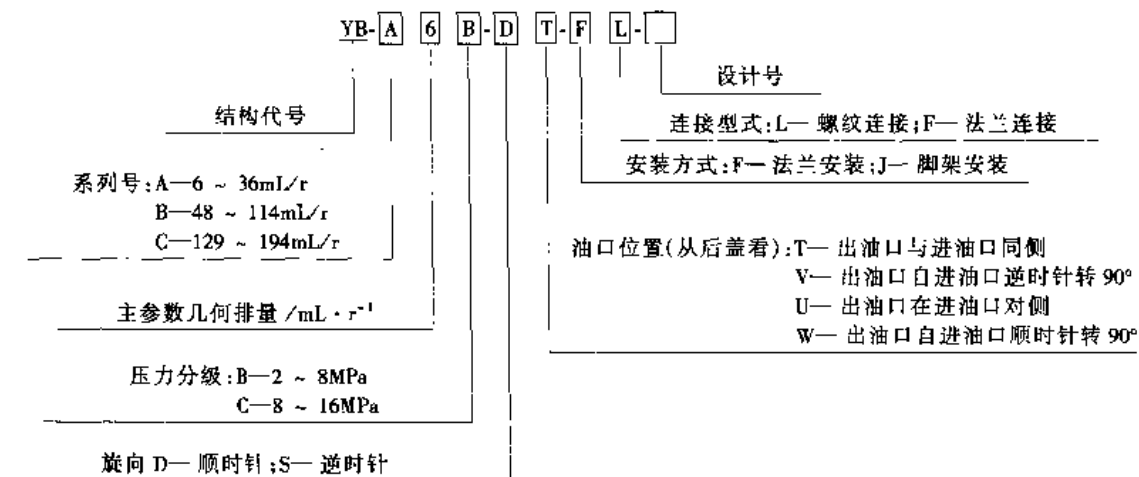 YB-A 6 B-D T-F L-
设计号
结构代号
连接型式:L— 螺纹连接;F— 法兰连接
安装方式:F— 法兰安装;J— 脚架安装
系列号:A—6 ~ 36mL/r
B—48 ~ 114mL/r
C—129 ~ 194mL/r
油口位置(从后盖看):T— 出油口与进油口同侧
V— 出油口自进油口逆时针转 90°
U— 出油口在进油口对侧
W— 出油口自进油口顺时针转 90°
主参数几何排量 /mL · r⁻¹
压力分级:B—2 ~ 8MPa
C—8 ~ 16MPa
旋向 D— 顺时针;S— 逆时针